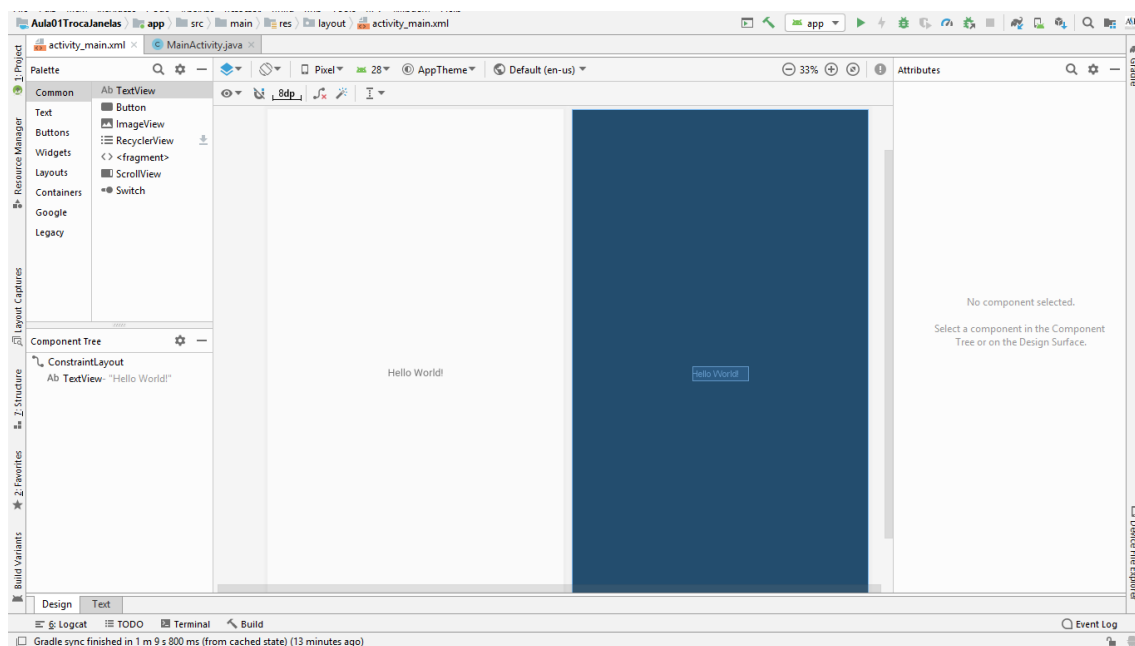 Aula01TrocaJanelas app src main res layout activity_main.xml app
activity_main.xml MainActivity.java
Palette Pixel 28 AppTheme Default (en-us) 33% Attributes
Common Ab TextView 8dp
Text Button
Buttons ImageView
Widgets RecyclerView
Layouts <fragment>
Containers ScrollView
Google Switch
Legacy
1: Project
Resource Manager
Layout Captures
Z: Structure
2: Favorites
Build Variants
Gradle
Device File Explorer
Component Tree
ConstraintLayout
Ab TextView- "Hello World!"
Hello World!
Hello World!
No component selected.
Select a component in the Component
Tree or on the Design Surface.
Design Text
6: Logcat TODO Terminal Build Event Log
Gradle sync finished in 1 m 9 s 800 ms (from cached state) (13 minutes ago)